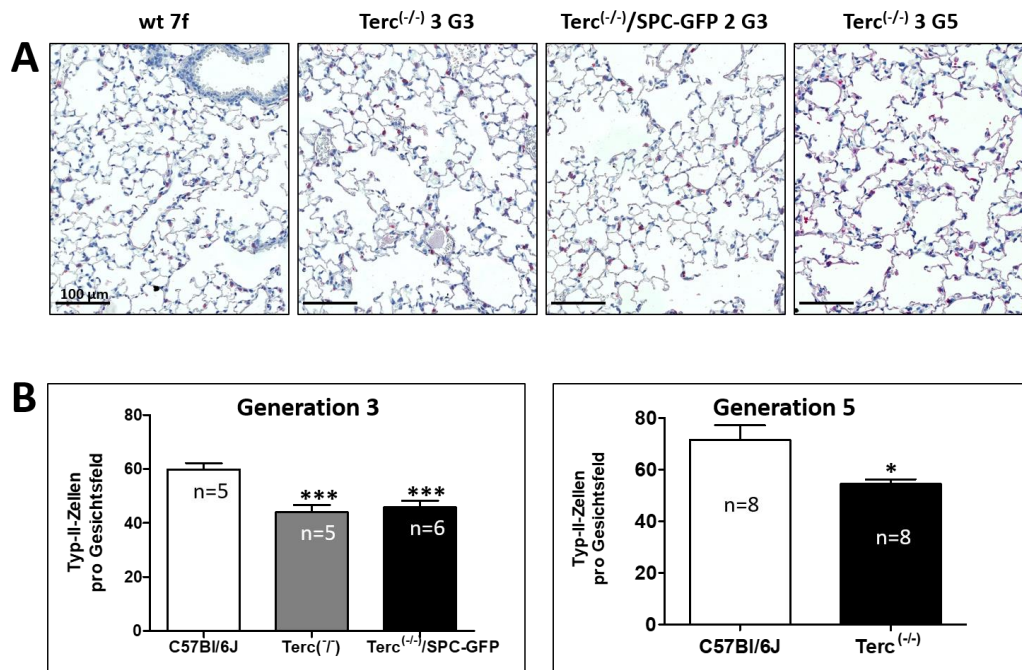 wt 7f
Terc(-/-) 3 G3
Terc(-/-)/SPC-GFP 2 G3
Terc(-/-) 3 G5
A
100 µm
B
Generation 3
Typ-II-Zellen
pro Gesichtsfeld
80
60
40
20
0
n=5
***
n=5
***
n=6
C57Bl/6J
Terc(-/-)
Terc(-/-)/SPC-GFP
Generation 5
Typ-II-Zellen
pro Gesichtsfeld
80
60
40
20
0
n=8
*
n=8
C57Bl/6J
Terc(-/-)